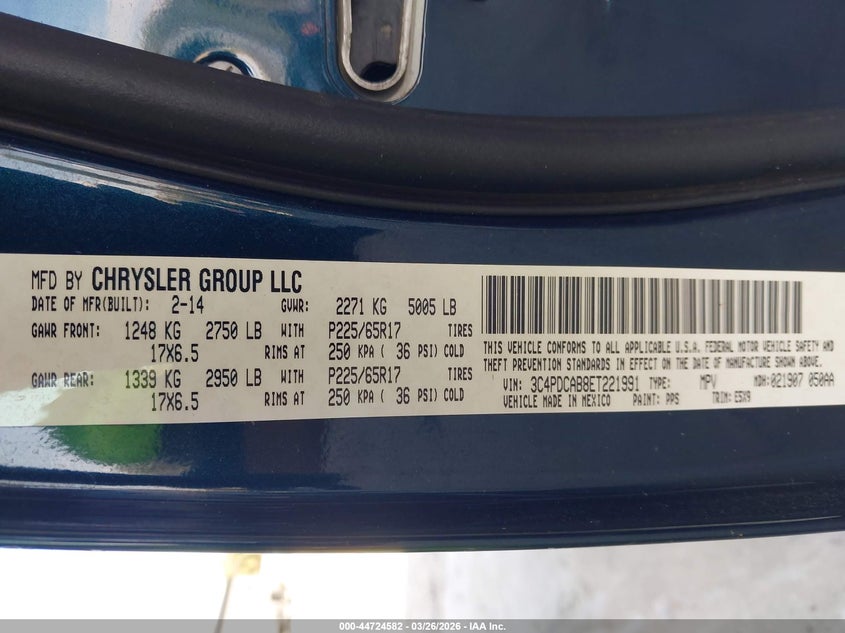 MFD BY CHRYSLER GROUP LLC
DATE OF MFR(BUILT): 2-14 GVWR: 2271 KG 5005 LB
GAWR FRONT: 1248 KG 2750 LB WITH P225/65R17 TIRES
17X6.5 RIMS AT 250 KPA ( 36 PSI) COLD
GAWR REAR: 1339 KG 2950 LB WITH P225/65R17 TIRES
17X6.5 RIMS AT 250 KPA ( 36 PSI) COLD
THIS VEHICLE CONFORMS TO ALL APPLICABLE U.S.A. FEDERAL MOTOR VEHICLE SAFETY AND
THEFT PREVENTION STANDARDS IN EFFECT ON THE DATE OF MANUFACTURE SHOWN ABOVE.
VIN: 3C4PDCAB8ET221991 TYPE: MPV MDH:021907 050AA
VEHICLE MADE IN MEXICO PAINT: PPS TRIM: E5X9
000-44724582 - 03/26/2026 - IAA Inc.